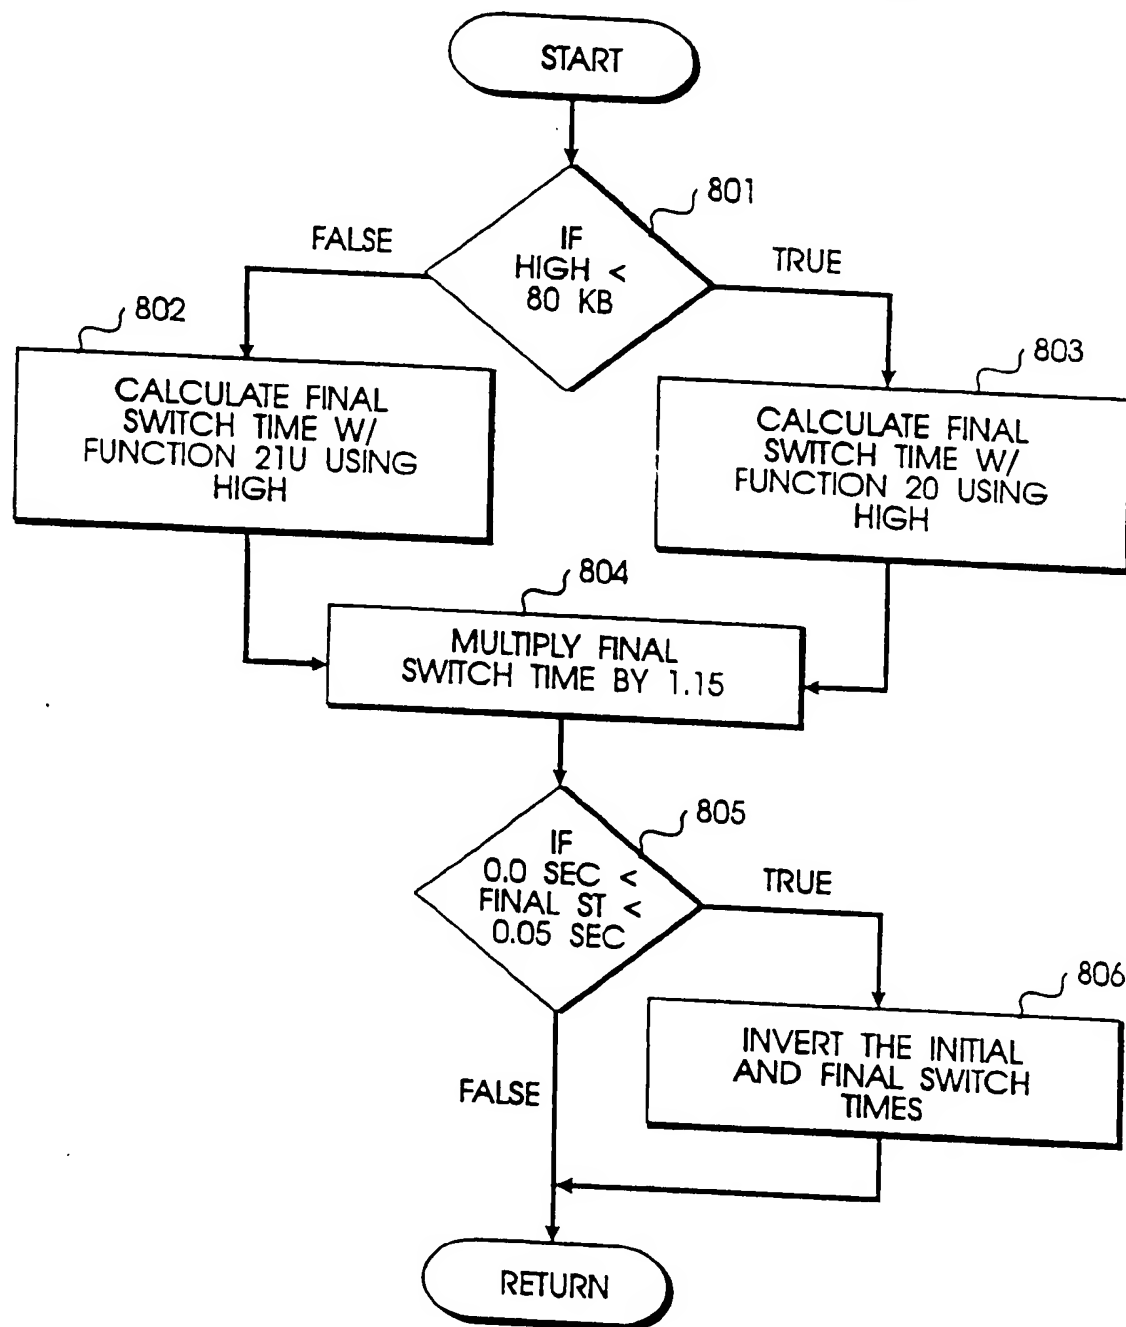 START
801
IF
HIGH <
80 KB
FALSE
TRUE
802
CALCULATE FINAL
SWITCH TIME W/
FUNCTION 21U USING
HIGH
803
CALCULATE FINAL
SWITCH TIME W/
FUNCTION 20 USING
HIGH
804
MULTIPLY FINAL
SWITCH TIME BY 1.15
805
IF
0.0 SEC <
FINAL ST <
0.05 SEC
TRUE
806
INVERT THE INITIAL
AND FINAL SWITCH
TIMES
FALSE
RETURN